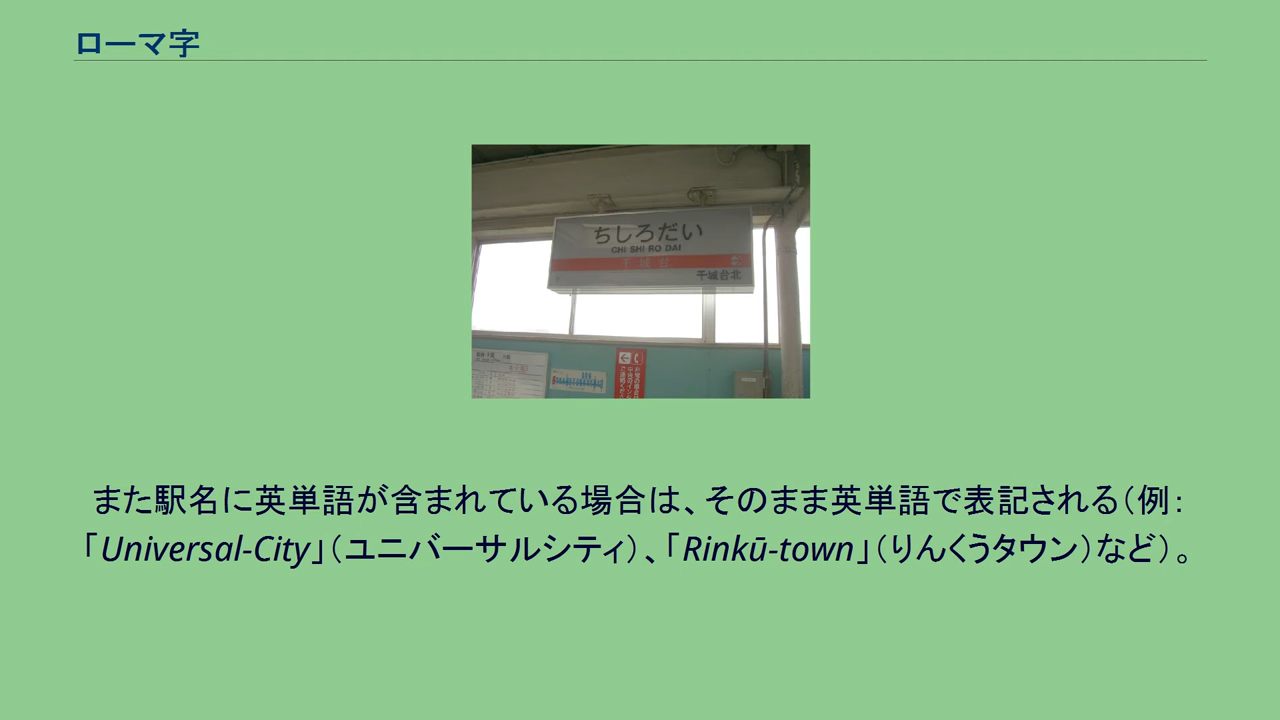 ローマ字
ちしろだい
CHI SHI RO DAI
千城台
千城台北
また駅名に英単語が含まれている場合は、そのまま英単語で表記される（例：
「Universal-City」（ユニバーサルシティ）、「Rinkū-town」（りんくうタウン）など）。